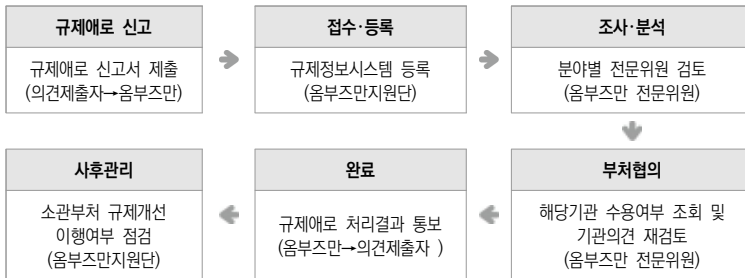 규제애로 신고
규제애로 신고서 제출
(의견제출자→옴부즈만)
접수·등록
규제정보시스템 등록
(옴부즈만지원단)
조사·분석
분야별 전문위원 검토
(옴부즈만 전문위원)
부처협의
해당기관 수용여부 조회 및
기관의견 재검토
(옴부즈만 전문위원)
완료
규제애로 처리결과 통보
(옴부즈만→의견제출자 )
사후관리
소관부처 규제개선
이행여부 점검
(옴부즈만지원단)